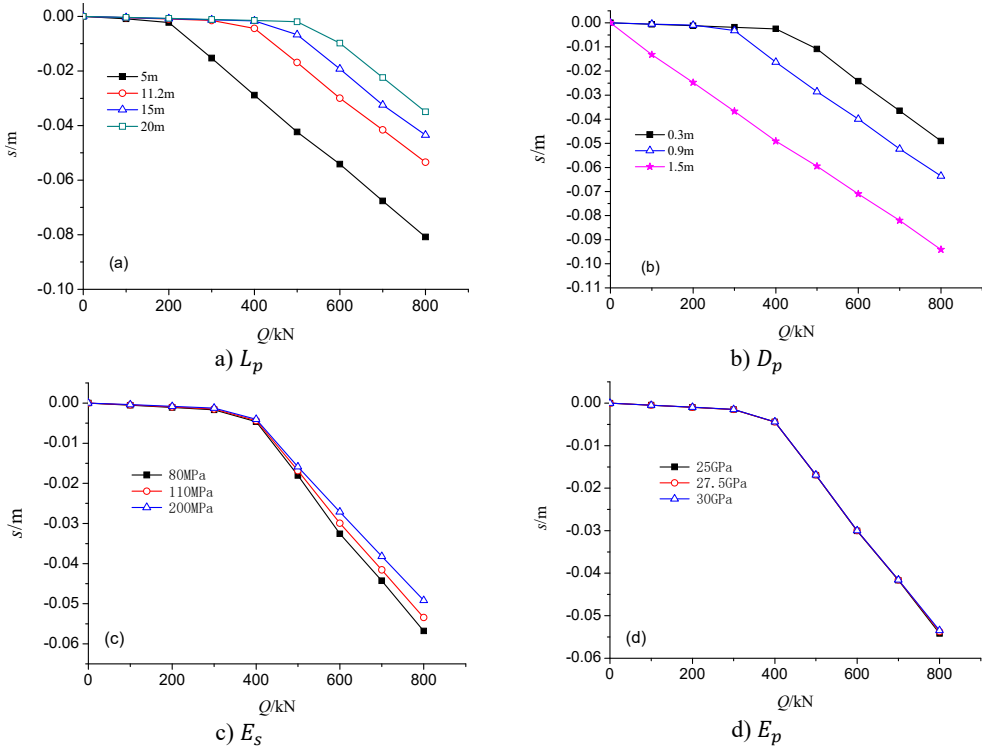 0.00
-0.02
-0.04
-0.06
-0.08
-0.10
s/m
5m
11.2m
15m
20m
(a)
0 200 400 600 800
Q/kN
a) L_p
0.00
-0.01
-0.02
-0.03
-0.04
-0.05
-0.06
-0.07
-0.08
-0.09
-0.10
-0.11
s/m
0.3m
0.9m
1.5m
(b)
0 200 400 600 800
Q/kN
b) D_p
0.00
-0.01
-0.02
-0.03
-0.04
-0.05
-0.06
s/m
80MPa
110MPa
200MPa
(c)
0 200 400 600 800
Q/kN
c) E_s
0.00
-0.01
-0.02
-0.03
-0.04
-0.05
-0.06
s/m
25GPa
27.5GPa
30GPa
(d)
0 200 400 600 800
Q/kN
d) E_p